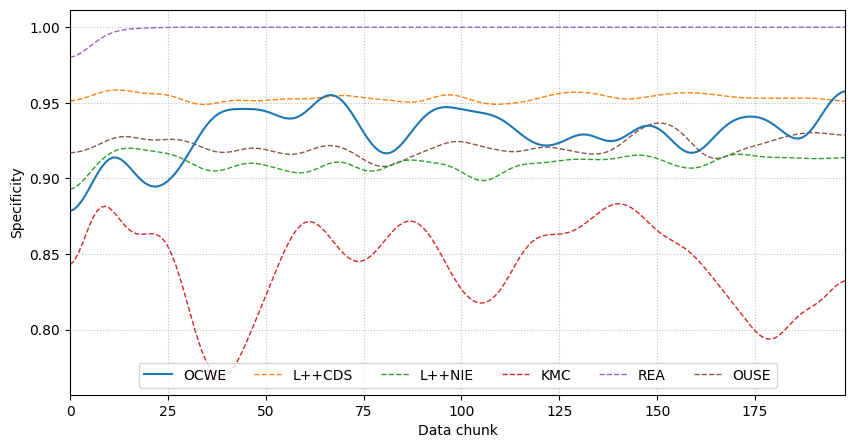 1.00
0.95
0.90
0.85
0.80
Specificity
OCWE L++CDS L++NIE KMC REA OUSE
0 25 50 75 100 125 150 175
Data chunk